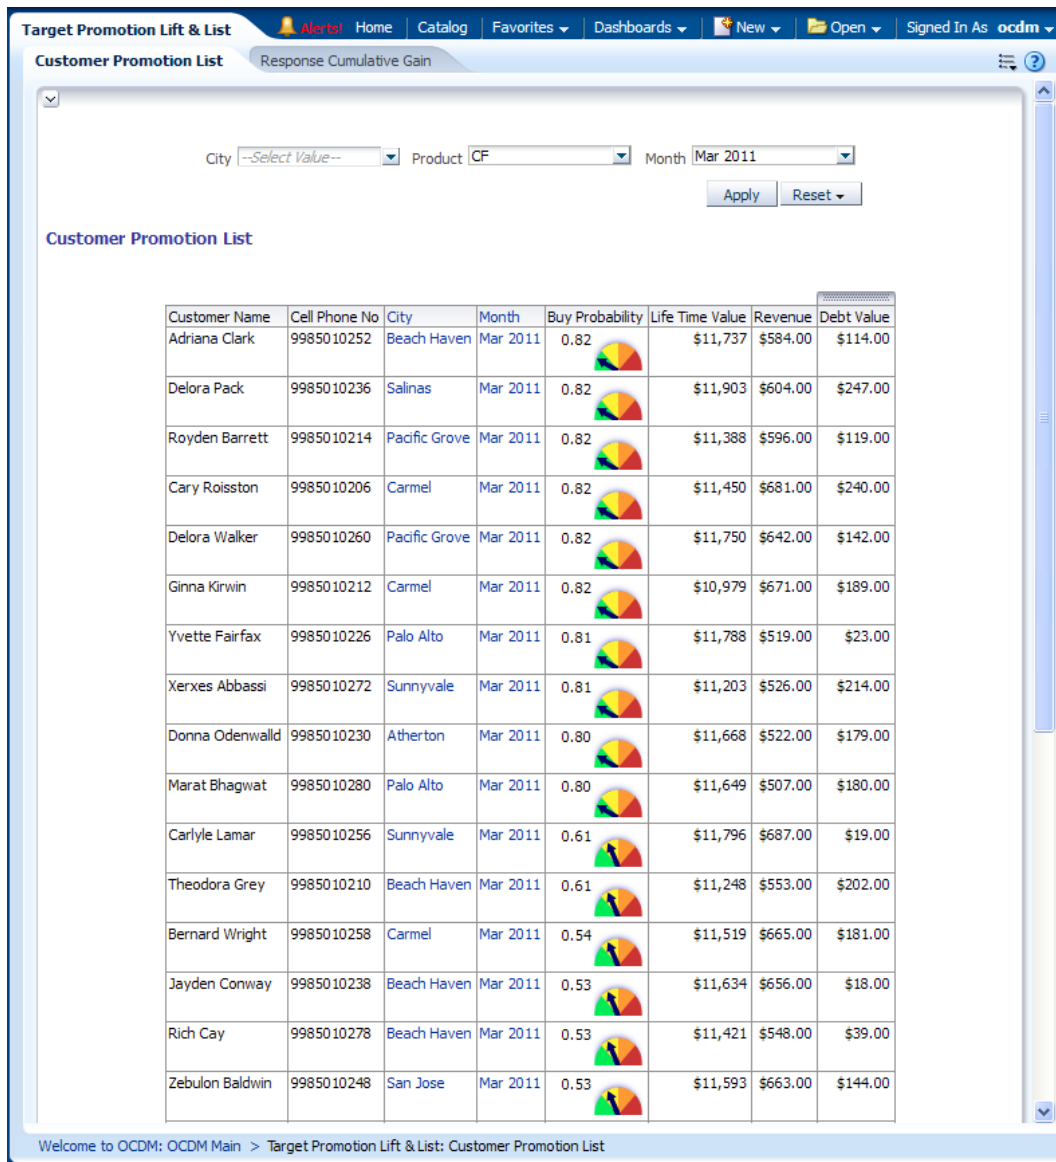 Target Promotion Lift & List Alerts! Home Catalog Favorites Dashboards New Open Signed In As ocdm
Customer Promotion List Response Cumulative Gain
City --Select Value-- Product CF Month Mar 2011
Apply Reset
Customer Promotion List
Customer Name Cell Phone No City Month Buy Probability Life Time Value Revenue Debt Value
Adriana Clark 9985010252 Beach Haven Mar 2011 0.82 $11,737 $584.00 $114.00
Delora Pack 9985010236 Salinas Mar 2011 0.82 $11,903 $604.00 $247.00
Royden Barrett 9985010214 Pacific Grove Mar 2011 0.82 $11,388 $596.00 $119.00
Cary Roisston 9985010206 Carmel Mar 2011 0.82 $11,450 $681.00 $240.00
Delora Walker 9985010260 Pacific Grove Mar 2011 0.82 $11,750 $642.00 $142.00
Ginna Kirwin 9985010212 Carmel Mar 2011 0.82 $10,979 $671.00 $189.00
Yvette Fairfax 9985010226 Palo Alto Mar 2011 0.81 $11,788 $519.00 $23.00
Xerxes Abbassi 9985010272 Sunnyvale Mar 2011 0.81 $11,203 $526.00 $214.00
Donna Odenwalld 9985010230 Atherton Mar 2011 0.80 $11,668 $522.00 $179.00
Marat Bhagwat 9985010280 Palo Alto Mar 2011 0.80 $11,649 $507.00 $180.00
Carlyle Lamar 9985010256 Sunnyvale Mar 2011 0.61 $11,796 $687.00 $19.00
Theodora Grey 9985010210 Beach Haven Mar 2011 0.61 $11,248 $553.00 $202.00
Bernard Wright 9985010258 Carmel Mar 2011 0.54 $11,519 $665.00 $181.00
Jayden Conway 9985010238 Beach Haven Mar 2011 0.53 $11,634 $656.00 $18.00
Rich Cay 9985010278 Beach Haven Mar 2011 0.53 $11,421 $548.00 $39.00
Zebulon Baldwin 9985010248 San Jose Mar 2011 0.53 $11,593 $663.00 $144.00
Welcome to OCDM: OCDM Main > Target Promotion Lift & List: Customer Promotion List